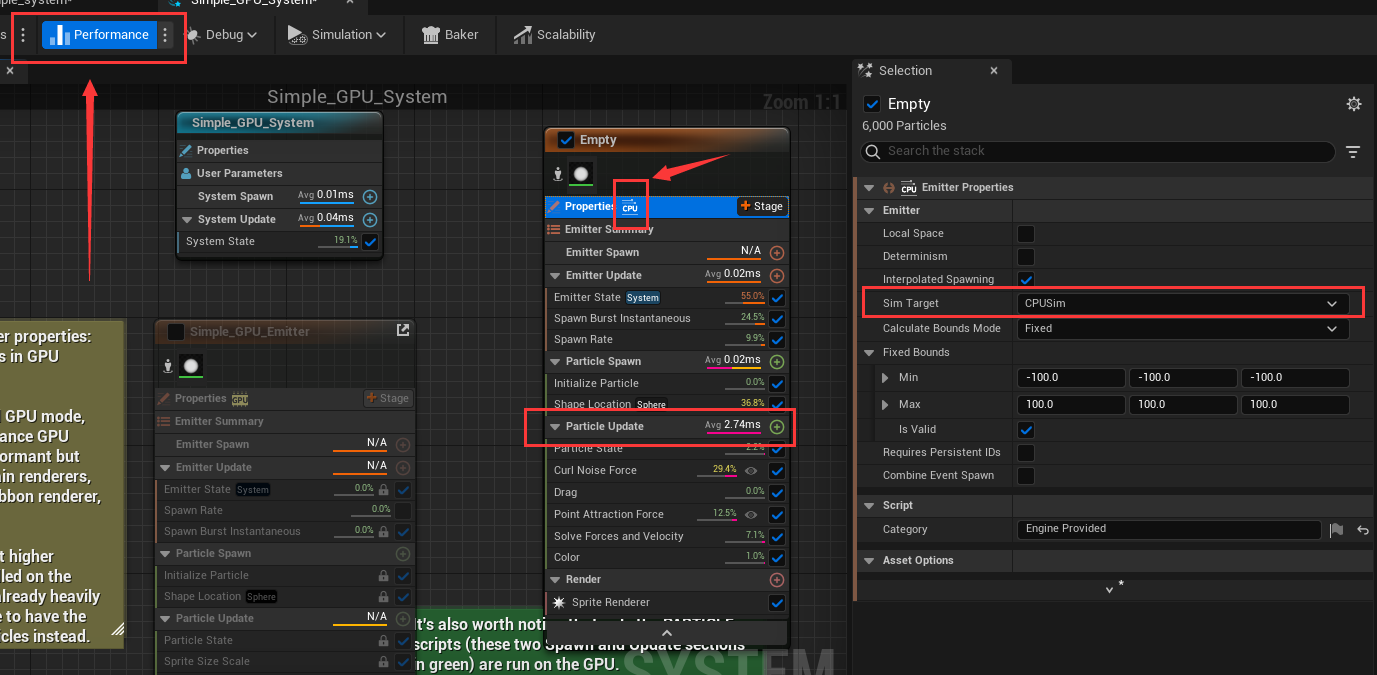 Simple_GPU_System*
Performance
Debug
Simulation
Baker
Scalability
Simple_GPU_System
Zoom 1:1
Simple_GPU_System
Properties
User Parameters
System Spawn Avg 0.01ms
System Update Avg 0.04ms
System State 19.1%
er properties:
s in GPU
GPU mode,
ance GPU
ormant but
in renderers,
bbon renderer,
t higher
led on the
already heavily
e to have the
cles instead.
Simple_GPU_Emitter
Properties GPU Stage
Emitter Summary
Emitter Spawn N/A
Emitter Update N/A
Emitter State System 0.0%
Spawn Rate 0.0%
Spawn Burst Instantaneous 0.0%
Particle Spawn
Initialize Particle
Shape Location Sphere
Particle Update N/A
Particle State
Sprite Size Scale
Empty
Properties CPU Stage
Emitter Summary
Emitter Spawn N/A
Emitter Update Avg 0.02ms
Emitter State System 55.0%
Spawn Burst Instantaneous 24.5%
Spawn Rate 9.9%
Particle Spawn Avg 0.02ms
Initialize Particle 0.0%
Shape Location Sphere 36.8%
Particle Update Avg 2.74ms
Particle State 2.2%
Curl Noise Force 29.4%
Drag 0.0%
Point Attraction Force 12.5%
Solve Forces and Velocity 7.1%
Color 1.0%
Render
Sprite Renderer
It's also worth noti
scripts (these two Spawn and Update sections
in green) are run on the GPU.
SYSTEM
Selection
Empty
6,000 Particles
Search the stack
CPU Emitter Properties
Emitter
Local Space
Determinism
Interpolated Spawning
Sim Target CPUSim
Calculate Bounds Mode Fixed
Fixed Bounds
Min -100.0 -100.0 -100.0
Max 100.0 100.0 100.0
Is Valid
Requires Persistent IDs
Combine Event Spawn
Script
Category Engine Provided
Asset Options